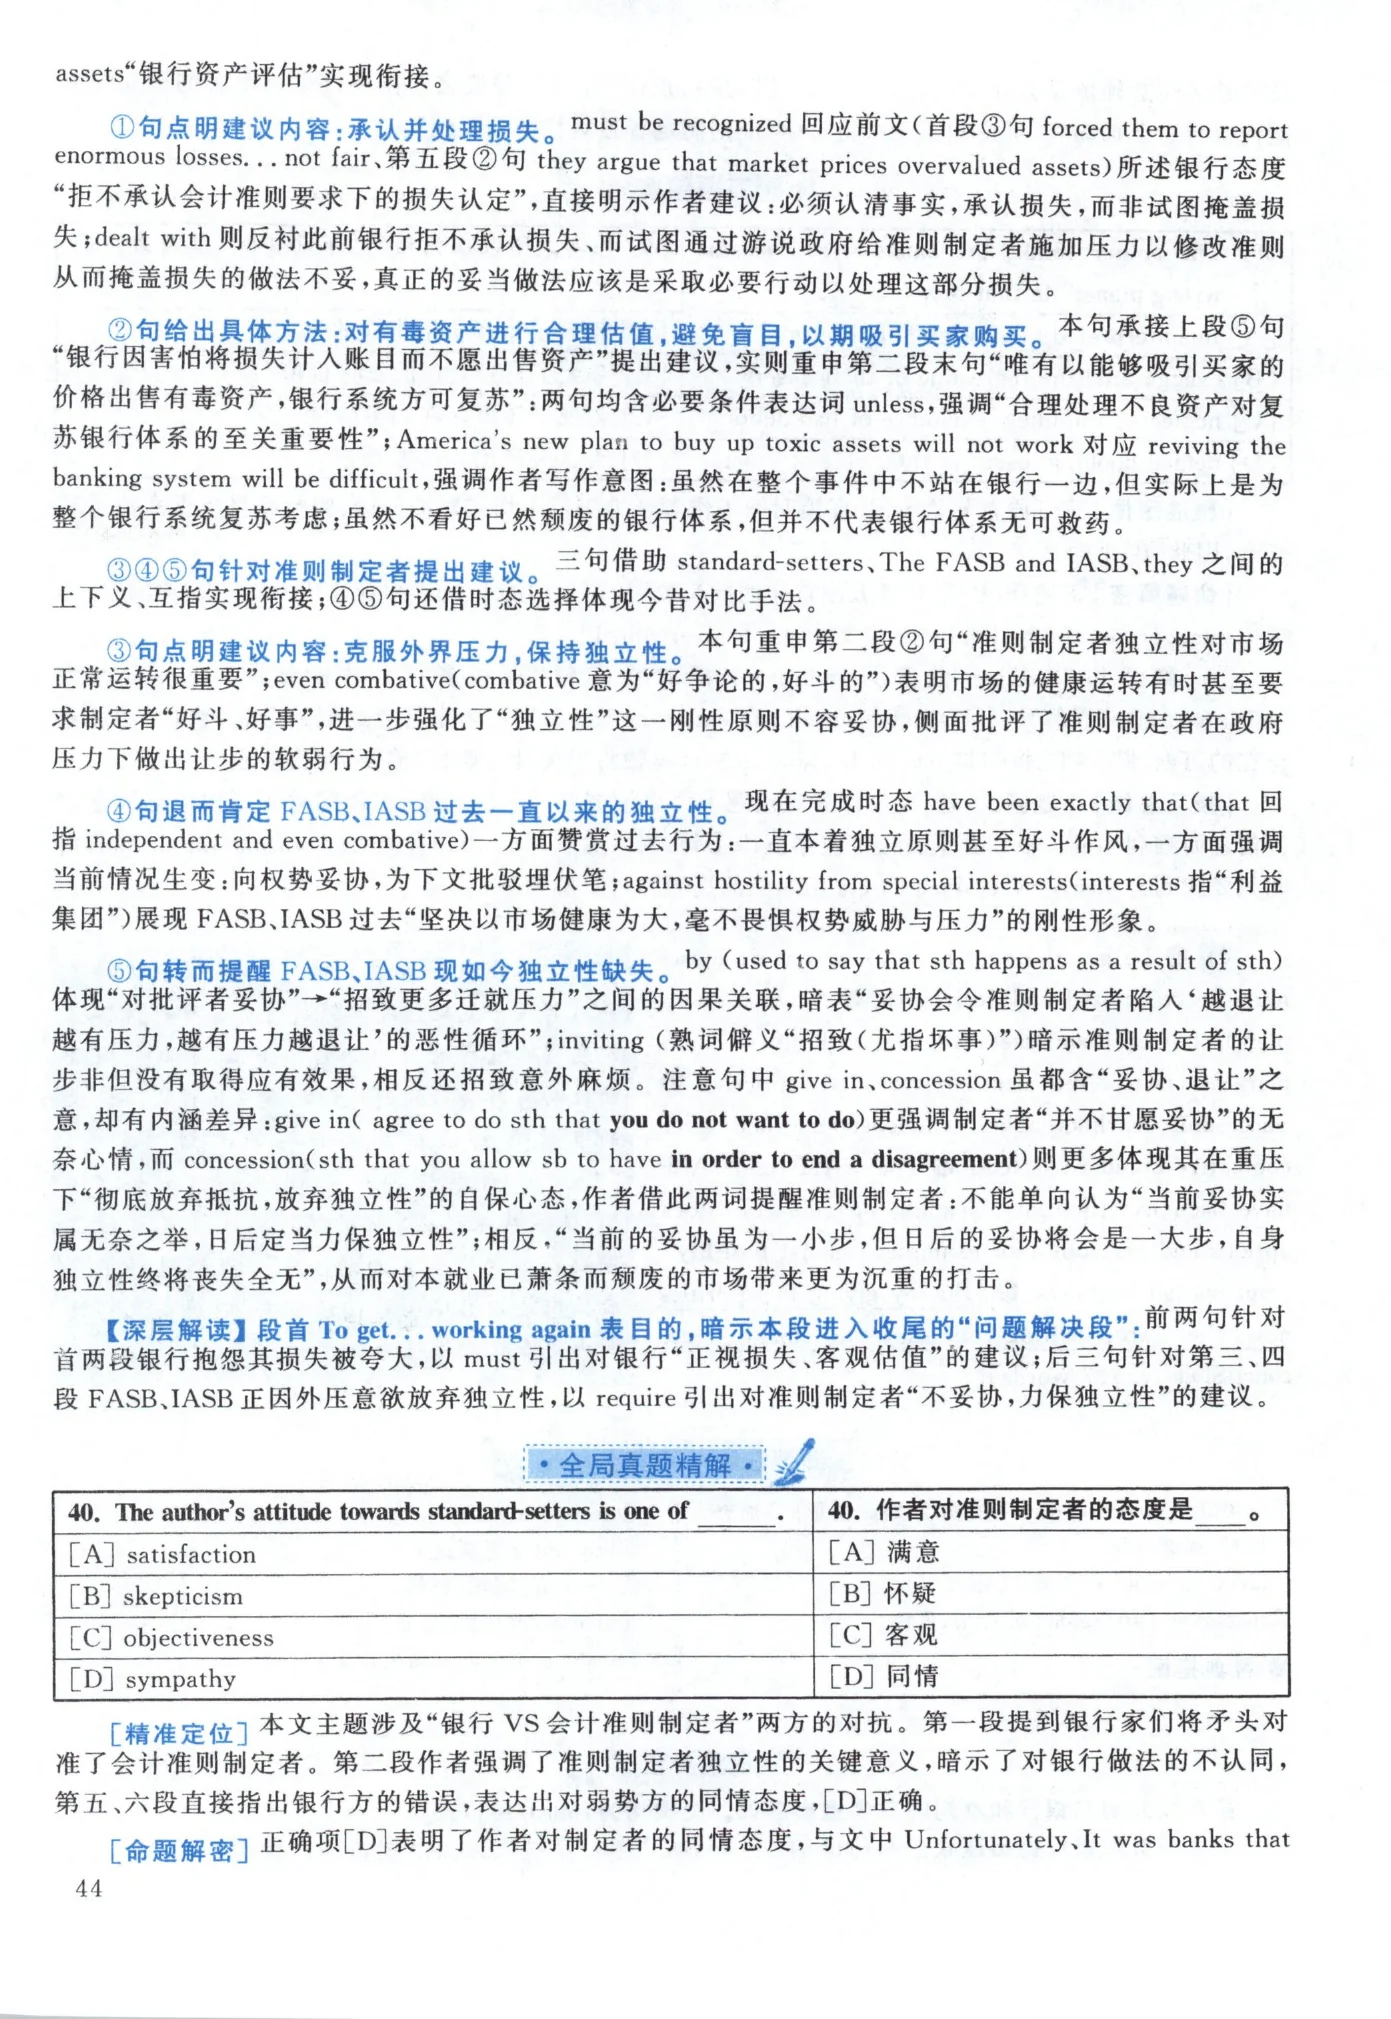 assets“银行资产评估”实现衔接。
①句点明建议内容:承认并处理损失。must be recognized 回应前文(首段③句 forced them to report
enormous losses... not fair、第五段②句 they argue that market prices overvalued assets)所述银行态度
“拒不承认会计准则要求下的损失认定”,直接明示作者建议:必须认清事实,承认损失,而非试图掩盖损
失;dealt with 则反衬此前银行拒不承认损失、而试图通过游说政府给准则制定者施加压力以修改准则
从而掩盖损失的做法不妥,真正的妥当做法应该是采取必要行动以处理这部分损失。
②句给出具体方法:对有毒资产进行合理估值,避免盲目,以期吸引买家购买。本句承接上段⑤句
“银行因害怕将损失计入账目而不愿出售资产”提出建议,实则重申第二段末句“唯有以能够吸引买家的
价格出售有毒资产,银行系统方可复苏”:两句均含必要条件表达词 unless,强调“合理处理不良资产对复
苏银行体系的至关重要性”;America's new plan to buy up toxic assets will not work 对应 reviving the
banking system will be difficult,强调作者写作意图:虽然在整个事件中不站在银行一边,但实际上是为
整个银行系统复苏考虑;虽然不看好已然颓废的银行体系,但并不代表银行体系无可救药。
③④⑤句针对准则制定者提出建议。三句借助 standard-setters、The FASB and IASB、they 之间的
上下义、互指实现衔接;④⑤句还借时态选择体现今昔对比手法。
③句点明建议内容:克服外界压力,保持独立性。本句重申第二段②句“准则制定者独立性对市场
正常运转很重要”;even combative(combative 意为“好争论的,好斗的”)表明市场的健康运转有时甚至要
求制定者“好斗、好事”,进一步强化了“独立性”这一刚性原则不容妥协,侧面批评了准则制定者在政府
压力下做出让步的软弱行为。
④句退而肯定 FASB、IASB 过去一直以来的独立性。现在完成时态 have been exactly that(that 回
指 independent and even combative)一方面赞赏过去行为:一直本着独立原则甚至好斗作风,一方面强调
当前情况生变:向权势妥协,为下文批驳埋伏笔;against hostility from special interests(interests 指“利益
集团”)展现 FASB、IASB 过去“坚决以市场健康为大,毫不畏惧权势威胁与压力”的刚性形象。
⑤句转而提醒 FASB、IASB 现如今独立性缺失。by (used to say that sth happens as a result of sth)
体现“对批评者妥协”→“招致更多迁就压力”之间的因果关联,暗表“妥协会令准则制定者陷入‘越退让
越有压力,越有压力越退让’的恶性循环”;inviting (熟词僻义“招致(尤指坏事)”)暗示准则制定者的让
步非但没有取得应有效果,相反还招致意外麻烦。注意句中 give in、concession 虽都含“妥协、退让”之
意,却有内涵差异:give in( agree to do sth that you do not want to do)更强调制定者“并不甘愿妥协”的无
奈心情,而 concession(sth that you allow sb to have in order to end a disagreement)则更多体现其在重压
下“彻底放弃抵抗,放弃独立性”的自保心态,作者借此两词提醒准则制定者:不能单向认为“当前妥协实
属无奈之举,日后定当力保独立性”;相反,“当前的妥协虽为一小步,但日后的妥协将会是一大步,自身
独立性终将丧失全无”,从而对本就业已萧条而颓废的市场带来更为沉重的打击。
【深层解读】段首 To get... working again 表目的,暗示本段进入收尾的“问题解决段”:前两句针对
首两段银行抱怨其损失被夸大,以 must 引出对银行“正视损失、客观估值”的建议;后三句针对第三、四
段 FASB、IASB 正因外压意欲放弃独立性,以 require 引出对准则制定者“不妥协,力保独立性”的建议。
·全局真题精解·
40. The author's attitude towards standard-setters is one of ______. 40. 作者对准则制定者的态度是____。
[A] satisfaction [A] 满意
[B] skepticism [B] 怀疑
[C] objectiveness [C] 客观
[D] sympathy [D] 同情
[精准定位] 本文主题涉及“银行 VS 会计准则制定者”两方的对抗。第一段提到银行家们将矛头对
准了会计准则制定者。第二段作者强调了准则制定者独立性的关键意义,暗示了对银行做法的不认同,
第五、六段直接指出银行方的错误,表达出对弱势方的同情态度,[D]正确。
[命题解密] 正确项[D]表明了作者对制定者的同情态度,与文中 Unfortunately、It was banks that
44